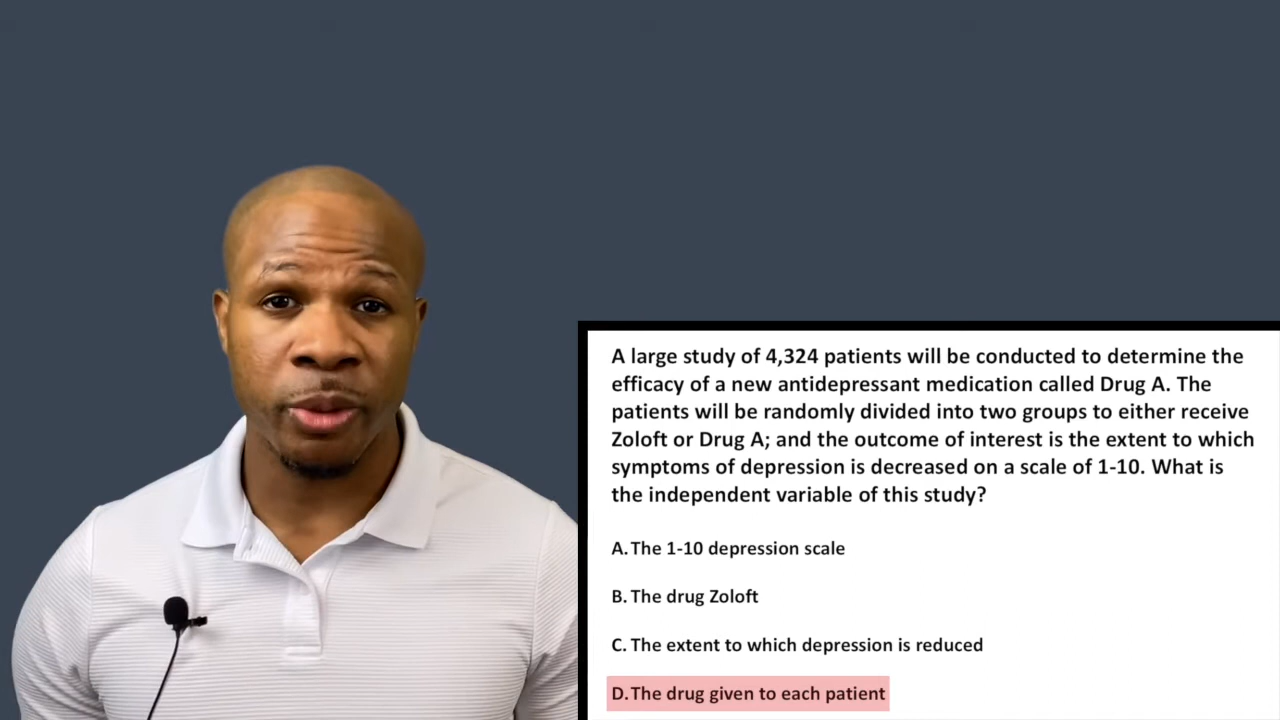 A large study of 4,324 patients will be conducted to determine the
efficacy of a new antidepressant medication called Drug A. The
patients will be randomly divided into two groups to either receive
Zoloft or Drug A; and the outcome of interest is the extent to which
symptoms of depression is decreased on a scale of 1-10. What is
the independent variable of this study?
A. The 1-10 depression scale
B. The drug Zoloft
C. The extent to which depression is reduced
D. The drug given to each patient